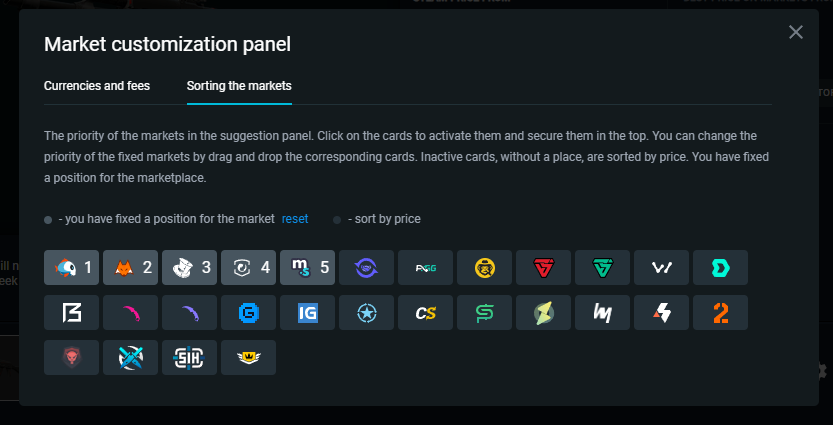 Market customization panel
Currencies and fees
Sorting the markets
The priority of the markets in the suggestion panel. Click on the cards to activate them and secure them in the top. You can change the
priority of the fixed markets by drag and drop the corresponding cards. Inactive cards, without a place, are sorted by price. You have fixed
a position for the marketplace.
- you have fixed a position for the market reset
- sort by price
1
2
3
4
m.s 5
IG
CS
2
SIH